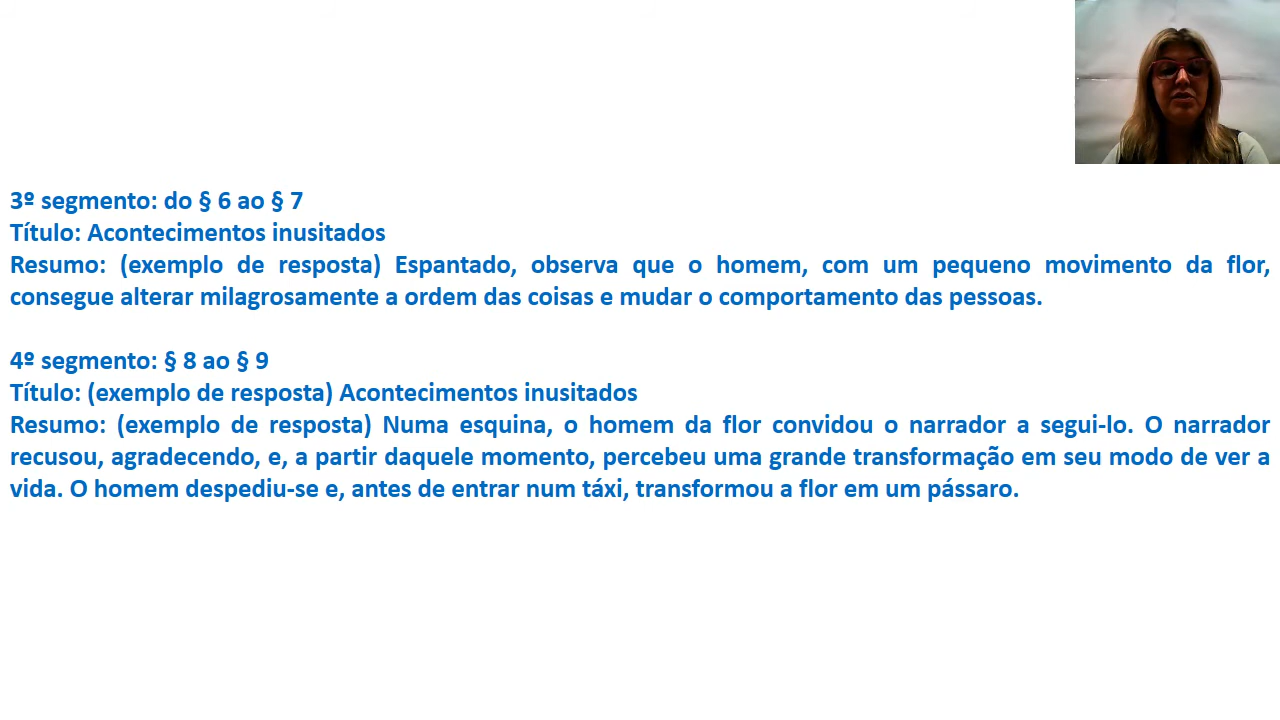 3º segmento: do § 6 ao § 7
Título: Acontecimentos inusitados
Resumo: (exemplo de resposta) Espantado, observa que o homem, com um pequeno movimento da flor,
consegue alterar milagrosamente a ordem das coisas e mudar o comportamento das pessoas.
4º segmento: § 8 ao § 9
Título: (exemplo de resposta) Acontecimentos inusitados
Resumo: (exemplo de resposta) Numa esquina, o homem da flor convidou o narrador a segui-lo. O narrador
recusou, agradecendo, e, a partir daquele momento, percebeu uma grande transformação em seu modo de ver a
vida. O homem despediu-se e, antes de entrar num táxi, transformou a flor em um pássaro.